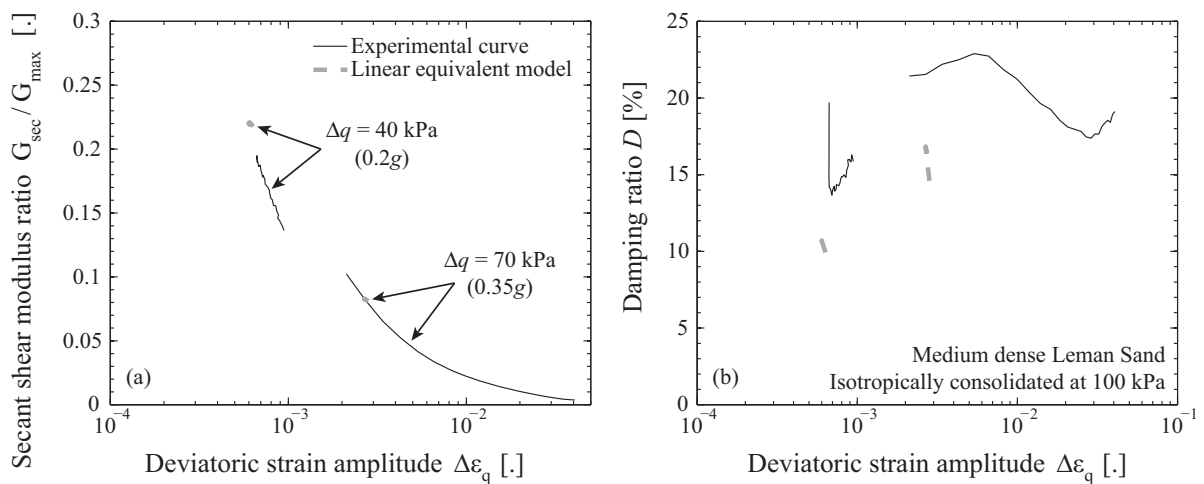 Secant shear modulus ratio G_sec / G_max [.]
0.3
0.25
0.2
0.15
0.1
0.05
0
10^-4
10^-3
10^-2
Deviatoric strain amplitude Δε_q [.]
Experimental curve
Linear equivalent model
Δq = 40 kPa
(0.2g)
Δq = 70 kPa
(0.35g)
(a)
Damping ratio D [%]
25
20
15
10
5
0
10^-4
10^-3
10^-2
10^-1
Deviatoric strain amplitude Δε_q [.]
Medium dense Leman Sand
(b)
Isotropically consolidated at 100 kPa